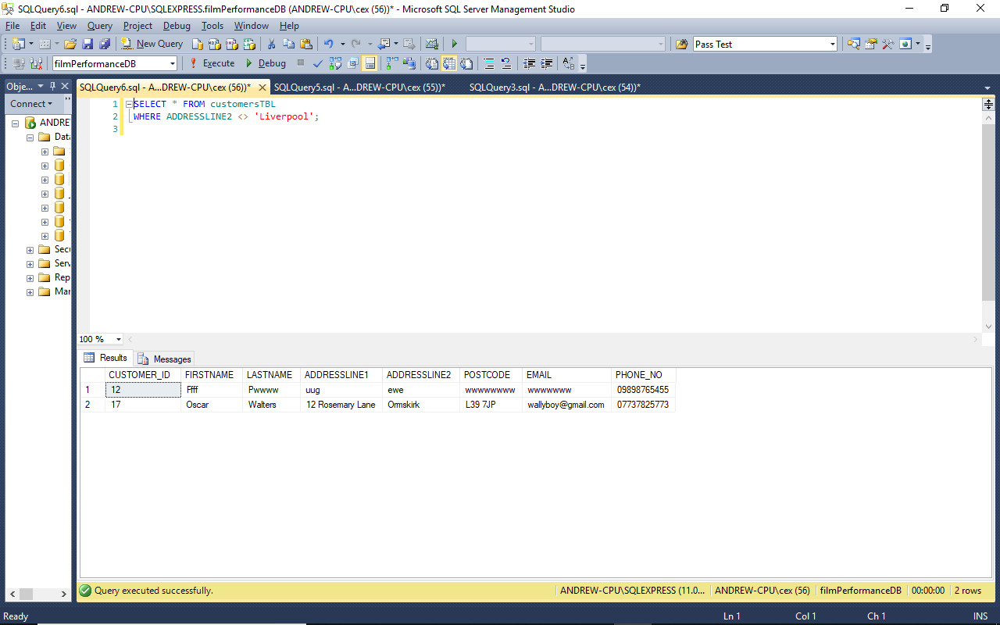 SQLQuery6.sql - ANDREW-CPU\SQLEXPRESS.filmPerformanceDB (ANDREW-CPU\cex (56))* - Microsoft SQL Server Management Studio
File Edit View Query Project Debug Tools Window Help
New Query Pass Test
filmPerformanceDB Execute Debug
Obje... SQLQuery6.sql - A...DREW-CPU\cex (56))* SQLQuery5.sql - A...DREW-CPU\cex (55))* SQLQuery3.sql - A...DREW-CPU\cex (54))*
Connect
1 SELECT * FROM customersTBL
2 WHERE ADDRESSLINE2 <> 'Liverpool';
3
ANDRE
Data
Secu
Serv
Rep
Mar
100 %
Results Messages
CUSTOMER_ID FIRSTNAME LASTNAME ADDRESSLINE1 ADDRESSLINE2 POSTCODE EMAIL PHONE_NO
1 12 Ffff Pwwww uug ewe wwwwwwww wwwwwww 09898765455
2 17 Oscar Walters 12 Rosemary Lane Ormskirk L39 7JP wallyboy@gmail.com 07737825773
Query executed successfully. ANDREW-CPU\SQLEXPRESS (11.0... ANDREW-CPU\cex (56) filmPerformanceDB 00:00:00 2 rows
Ready Ln 1 Col 1 Ch 1 INS